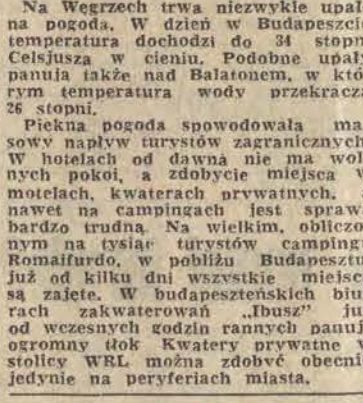 Na Węgrzech trwa niezwykle upal
na pogoda. W dzień w Budapeszci
temperatura dochodzi do 34 stopn
Celsjusza w cieniu. Podobne upały
panują także nad Balatonem, w któ
rym temperatura wody przekracza
26 stopni.
Piękna pogoda spowodowała ma
sowy napływ turystów zagranicznych
W hotelach od dawna nie ma wol
nych pokoi, a zdobycie miejsca w
motelach, kwaterach prywatnych,
nawet na campingach jest spraw
bardzo trudną. Na wielkim, obliczo
nym na tysiąc turystów campingu
Romaifurdo, w pobliżu Budapesztu
już od kilku dni wszystkie miejsc
są zajęte. W budapeszteńskich biu
rach zakwaterowań „Ibusz" ju
od wczesnych godzin rannych panuj
ogromny tłok Kwatery prywatne w
stolicy WRL można zdobyć obecni
jedynie na peryferiach miasta.